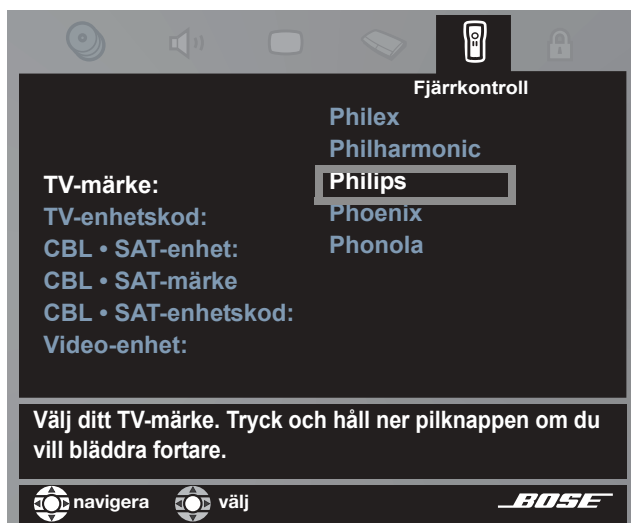 Fjärrkontroll
Philex
Philharmonic
TV-märke: Philips
TV-enhetskod: Phoenix
CBL • SAT-enhet: Phonola
CBL • SAT-märke
CBL • SAT-enhetskod:
Video-enhet:
Välj ditt TV-märke. Tryck och håll ner pilknappen om du
vill bläddra fortare.
navigera välj BOSE